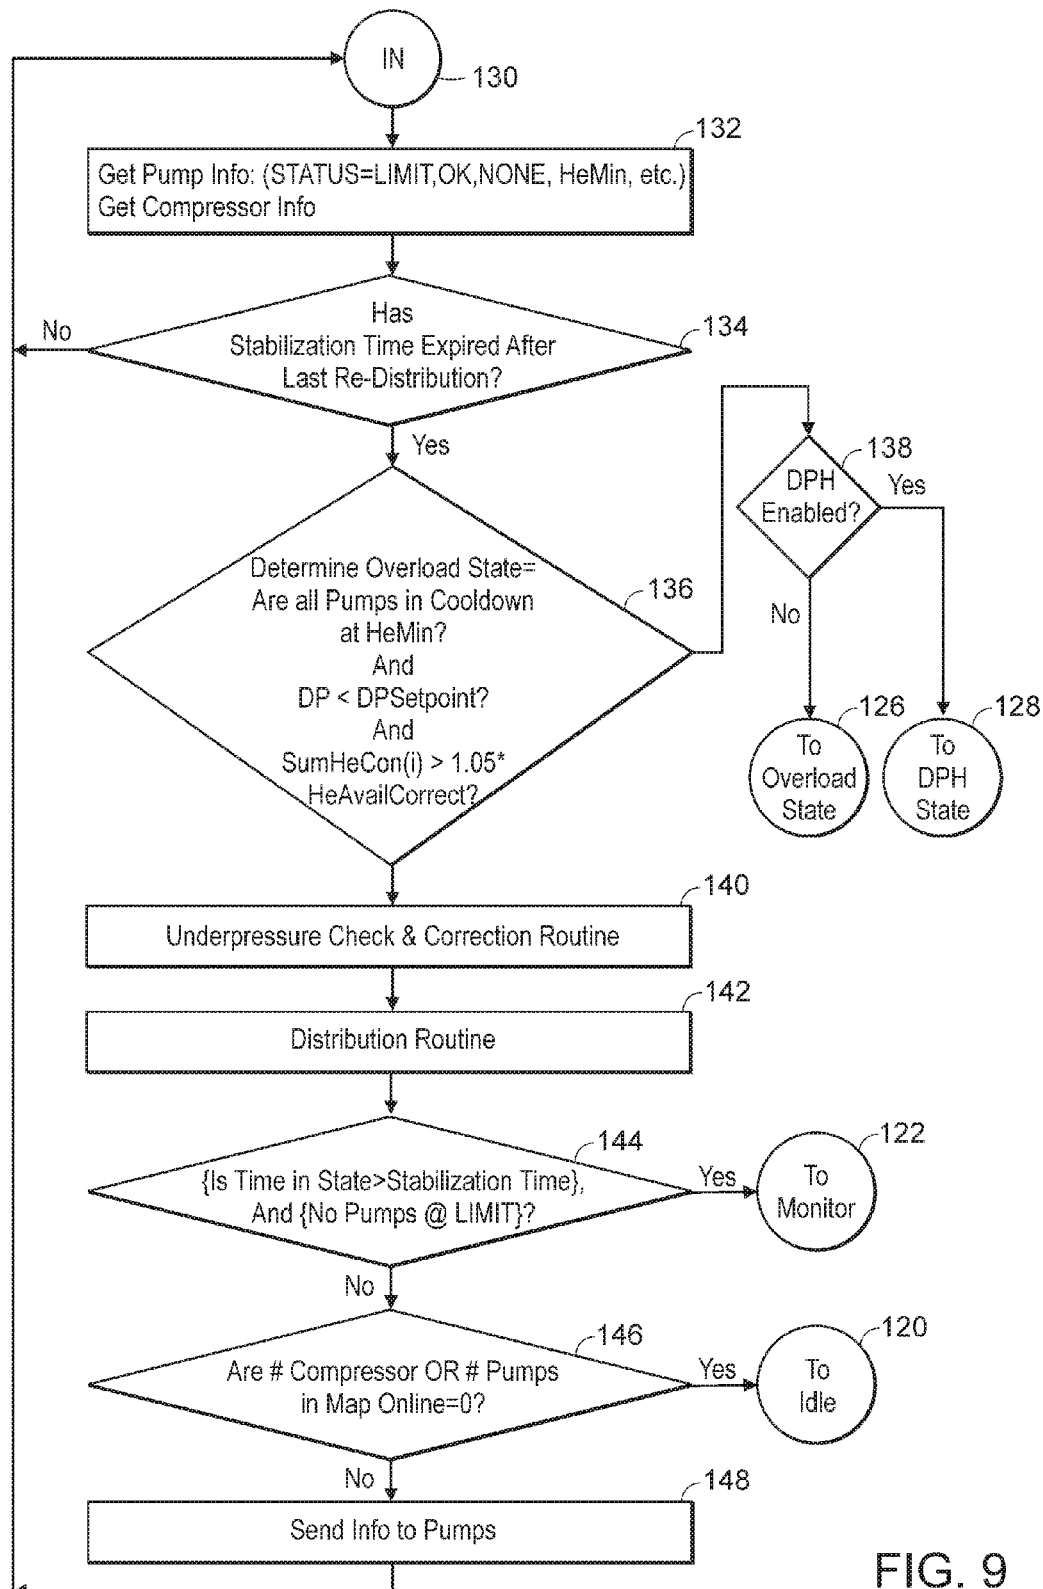 IN
130
132
Get Pump Info: (STATUS=LIMIT,OK,NONE, HeMin, etc.)
Get Compressor Info
Has
Stabilization Time Expired After
Last Re-Distribution?
134
No
Yes
Determine Overload State=
Are all Pumps in Cooldown
at HeMin?
And
DP < DPSetpoint?
And
SumHeCon(i) > 1.05*
HeAvailCorrect?
136
DPH
Enabled?
138
Yes
No
126
To
Overload
State
128
To
DPH
State
140
Underpressure Check & Correction Routine
142
Distribution Routine
144
{Is Time in State>Stabilization Time},
And {No Pumps @ LIMIT}?
Yes
122
To
Monitor
No
146
Are # Compressor OR # Pumps
in Map Online=0?
Yes
120
To
Idle
No
148
Send Info to Pumps
FIG. 9